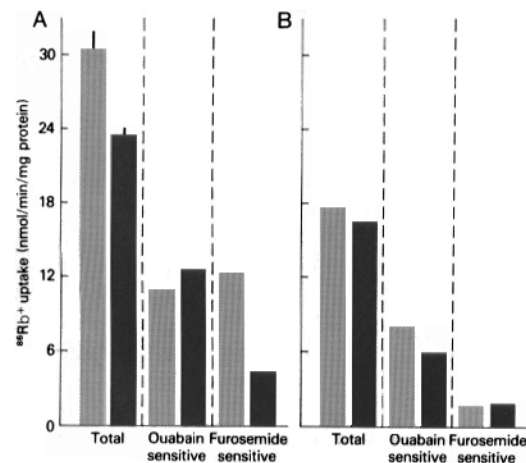 A
B
30
24
18
12
6
0
⁸⁶Rb⁺ uptake (nmol/min/mg protein)
Total
Ouabain sensitive
Furosemide sensitive
Total
Ouabain sensitive
Furosemide sensitive